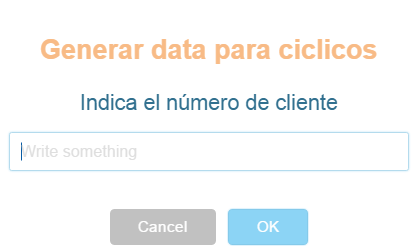 Generar data para ciclicos
Indica el número de cliente
Write something
Cancel OK